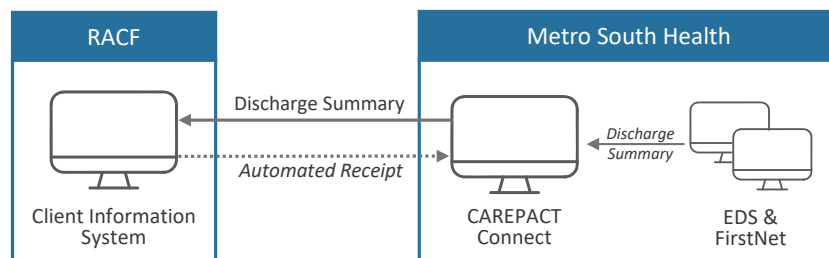 RACF
Metro South Health
Discharge Summary
Automated Receipt
Discharge
Summary
Client Information
System
CAREPACT
Connect
EDS &
FirstNet